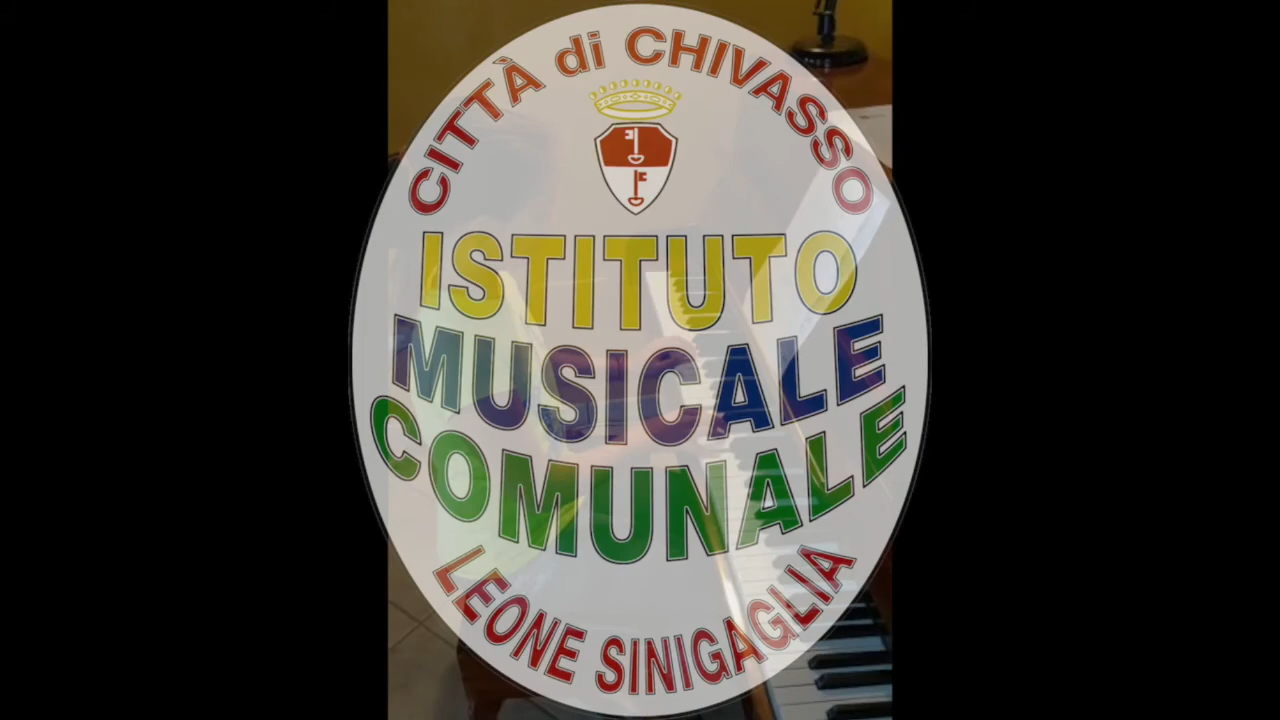 CITTÀ di CHIVASSO
ISTITUTO
MUSICALE
COMUNALE
LEONE SINIGAGLIA